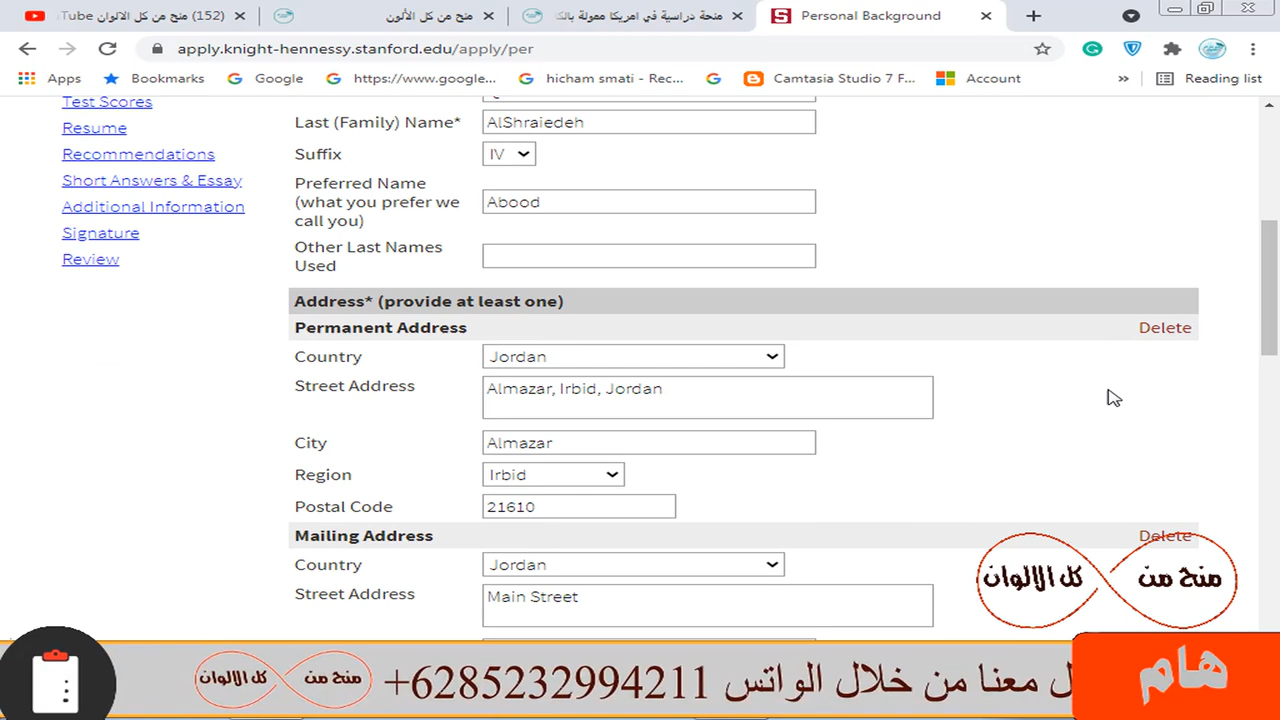 (152) منح من كل الالوان - Tube
منح من كل الألون
منحة دراسية في امريكا ممولة بالك
Personal Background
apply.knight-hennessy.stanford.edu/apply/per
Apps
Bookmarks
Google
https://www.google...
hicham smati - Rec...
Camtasia Studio 7 F...
Account
»
Reading list
Test Scores
Resume
Recommendations
Short Answers & Essay
Additional Information
Signature
Review
Last (Family) Name* AlShraiedeh
Suffix IV
Preferred Name
(what you prefer we
call you)
Abood
Other Last Names
Used
Address* (provide at least one)
Permanent Address Delete
Country Jordan
Street Address Almazar, Irbid, Jordan
City Almazar
Region Irbid
Postal Code 21610
Mailing Address Delete
Country Jordan
Street Address Main Street
منح من كل الالوان
هام
ل معنا من خلال الواتس 6285232994211+
منح من كل الالوان